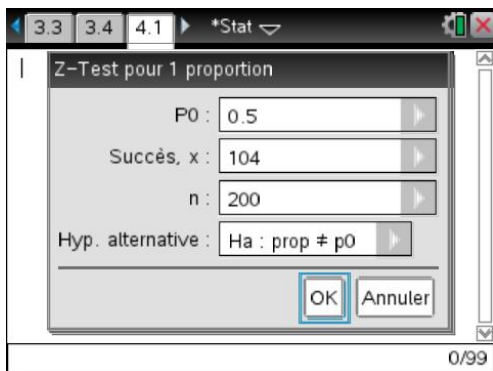 3.3 3.4 4.1 *Stat
Z-Test pour 1 proportion
P0 : 0.5
Succès, x : 104
n : 200
Hyp. alternative : Ha : prop ≠ p0
OK Annuler
0/99